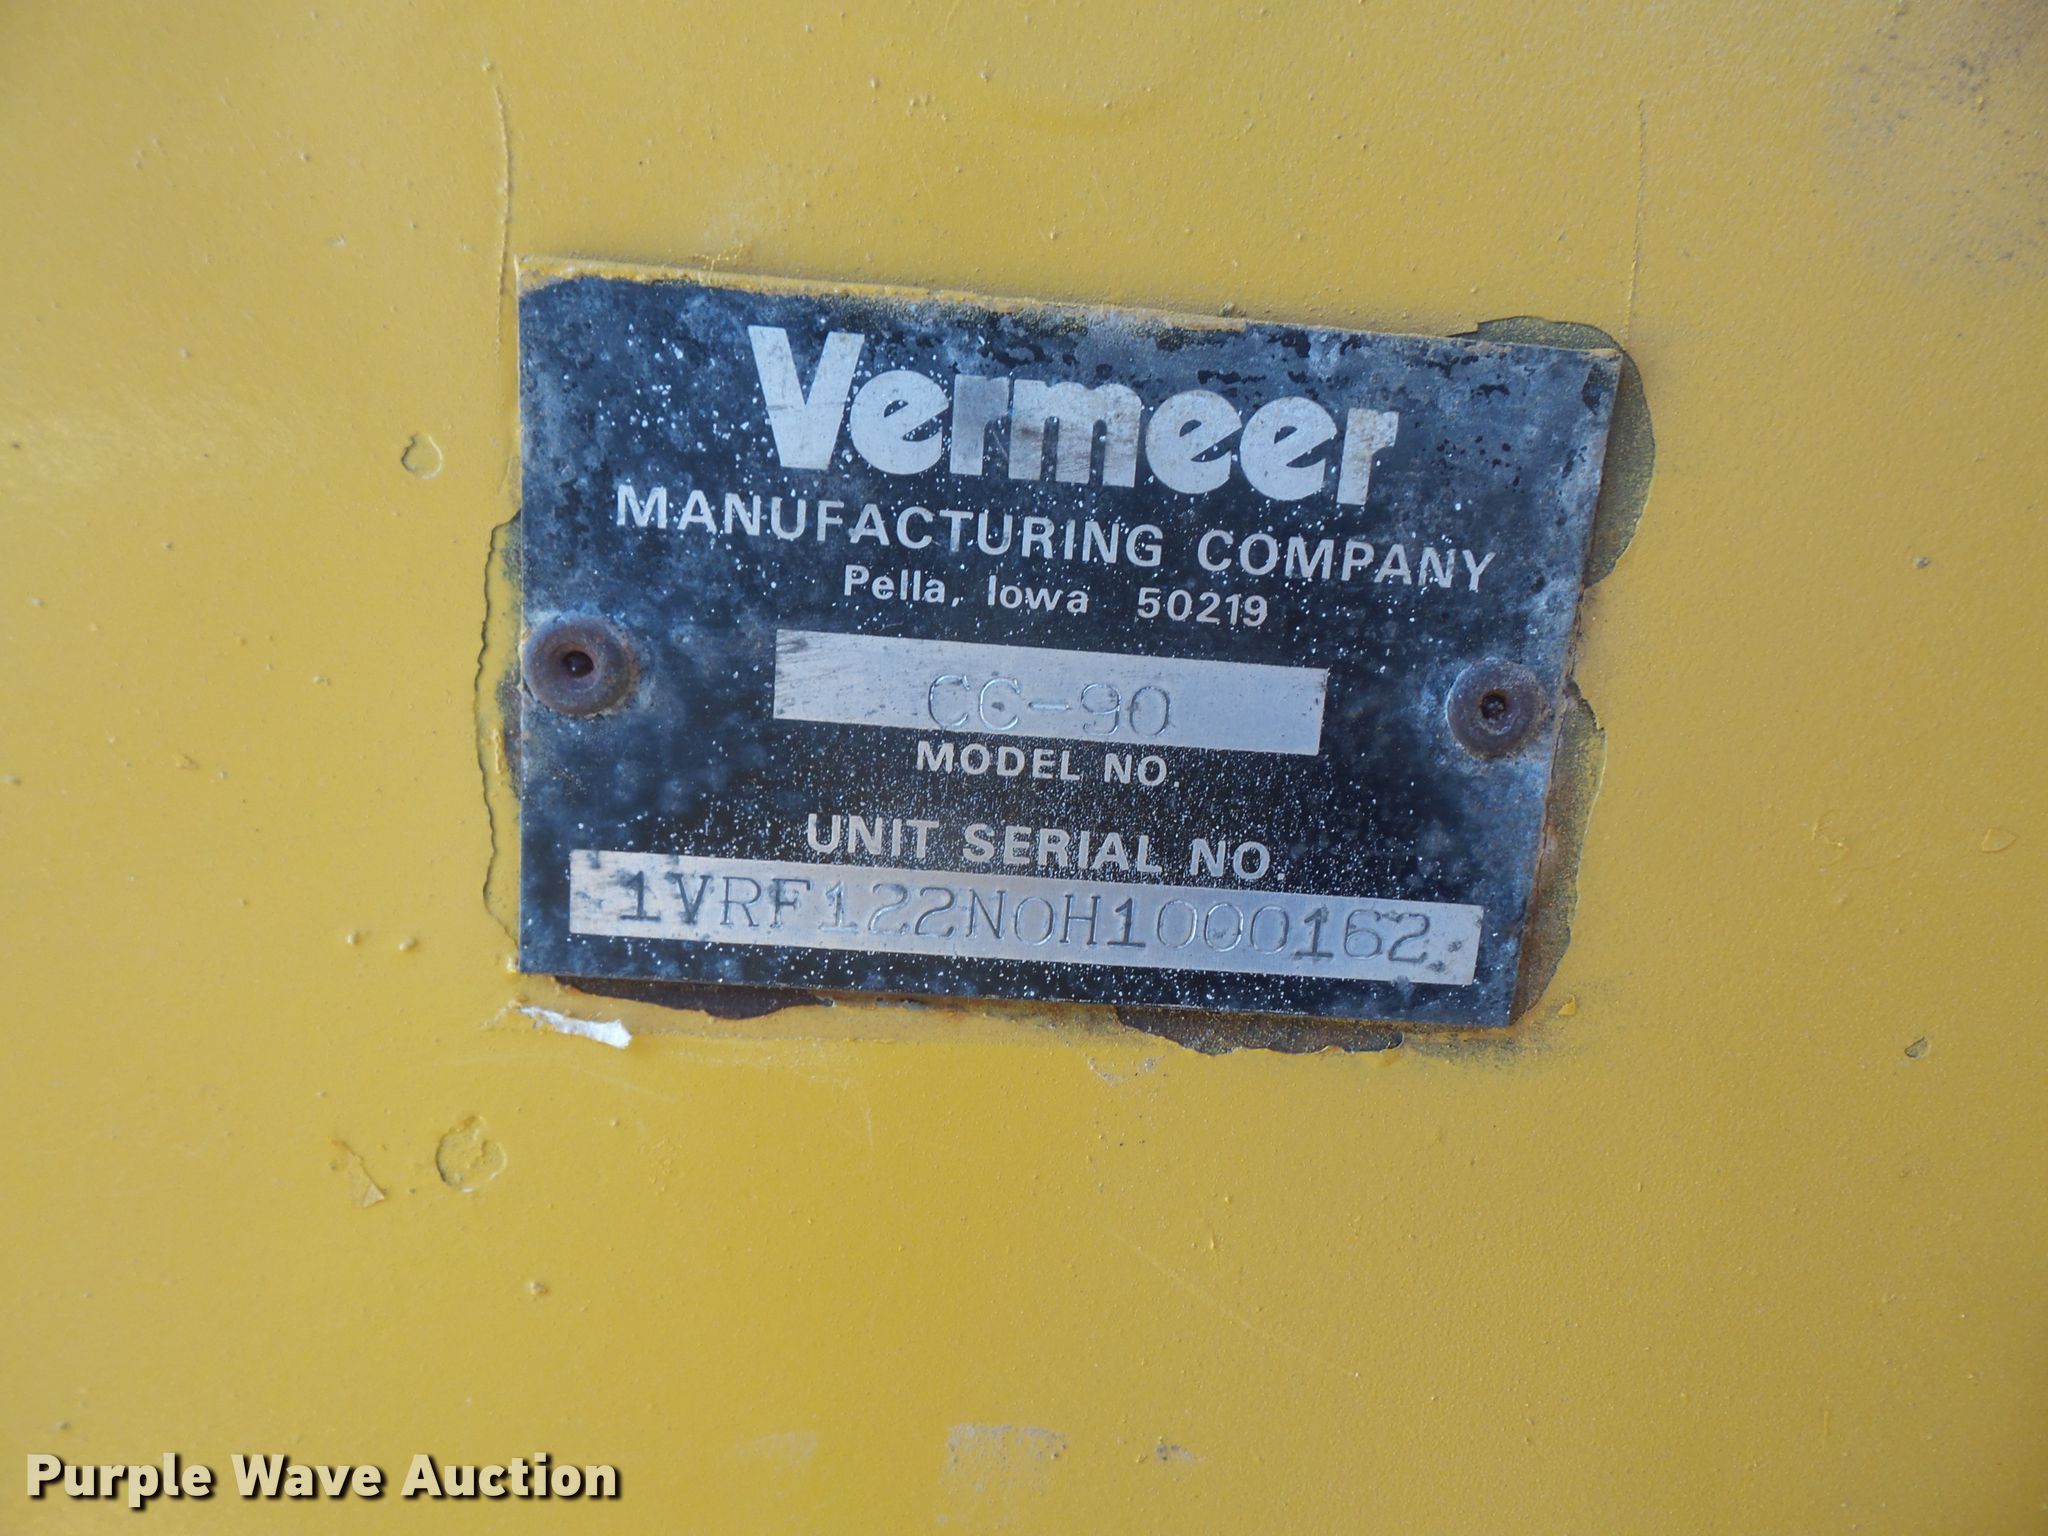 Vermeer
MANUFACTURING COMPANY
Pella, Iowa 50219
CC-90
MODEL NO.
UNIT SERIAL NO.
1VRF122N0H1000162
Purple Wave Auction